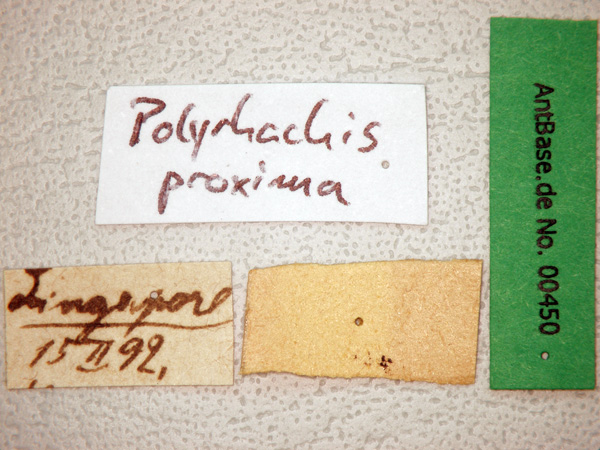 Polyrhachis
proxima
Singapore
15 II 92,
AntBase.de No. 00450